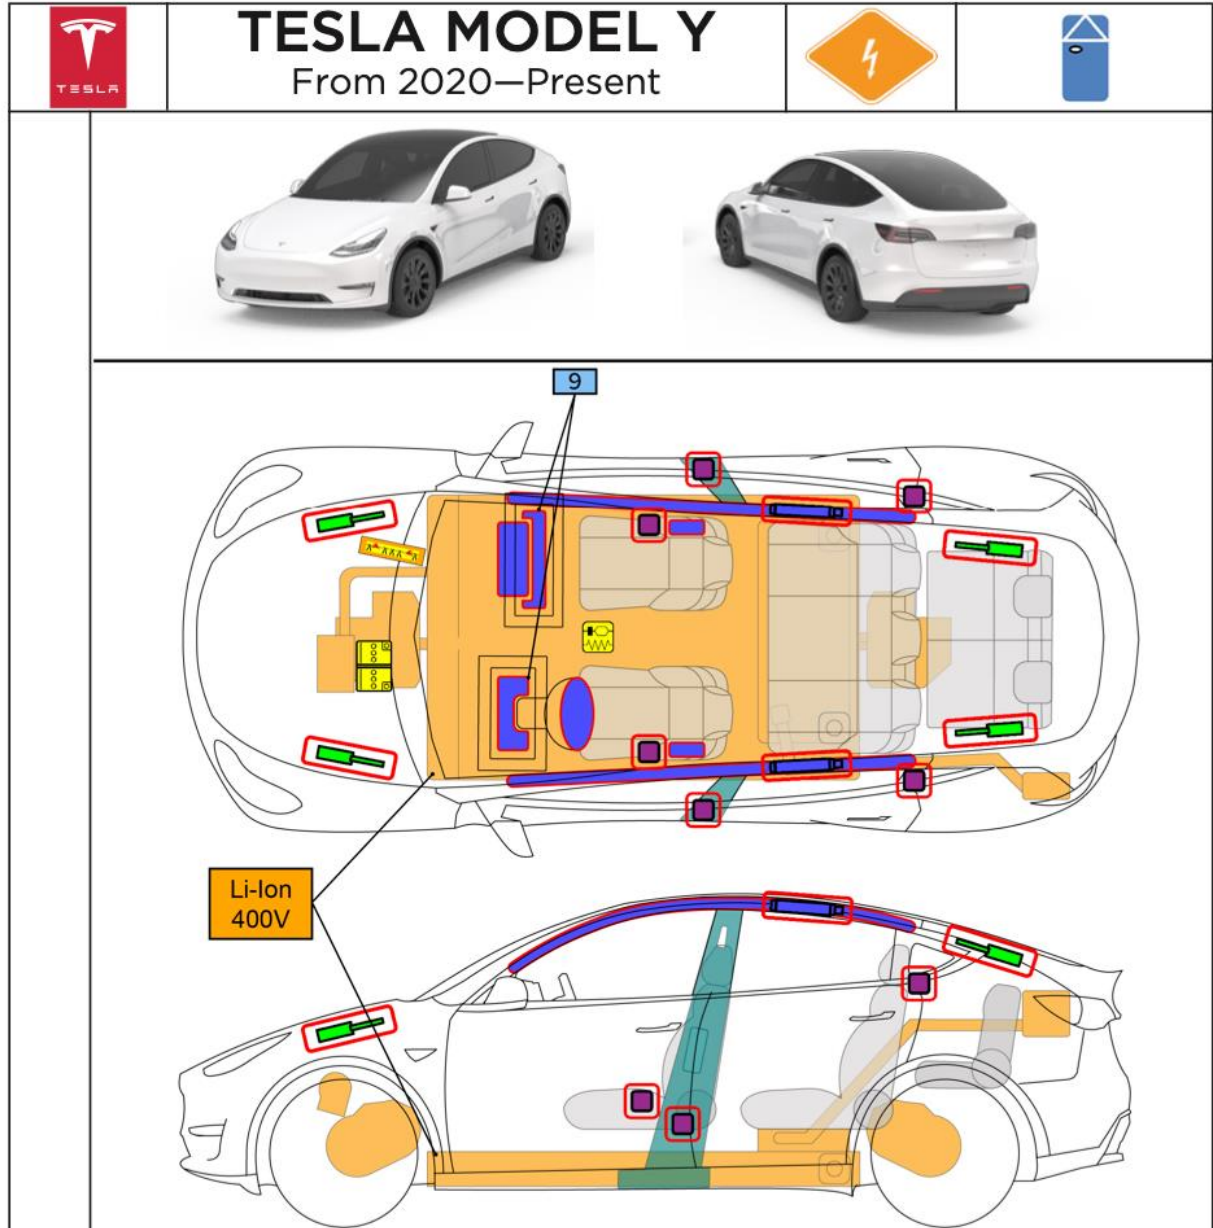 TESLA
TESLA MODEL Y
From 2020—Present
9
Li-Ion
400V